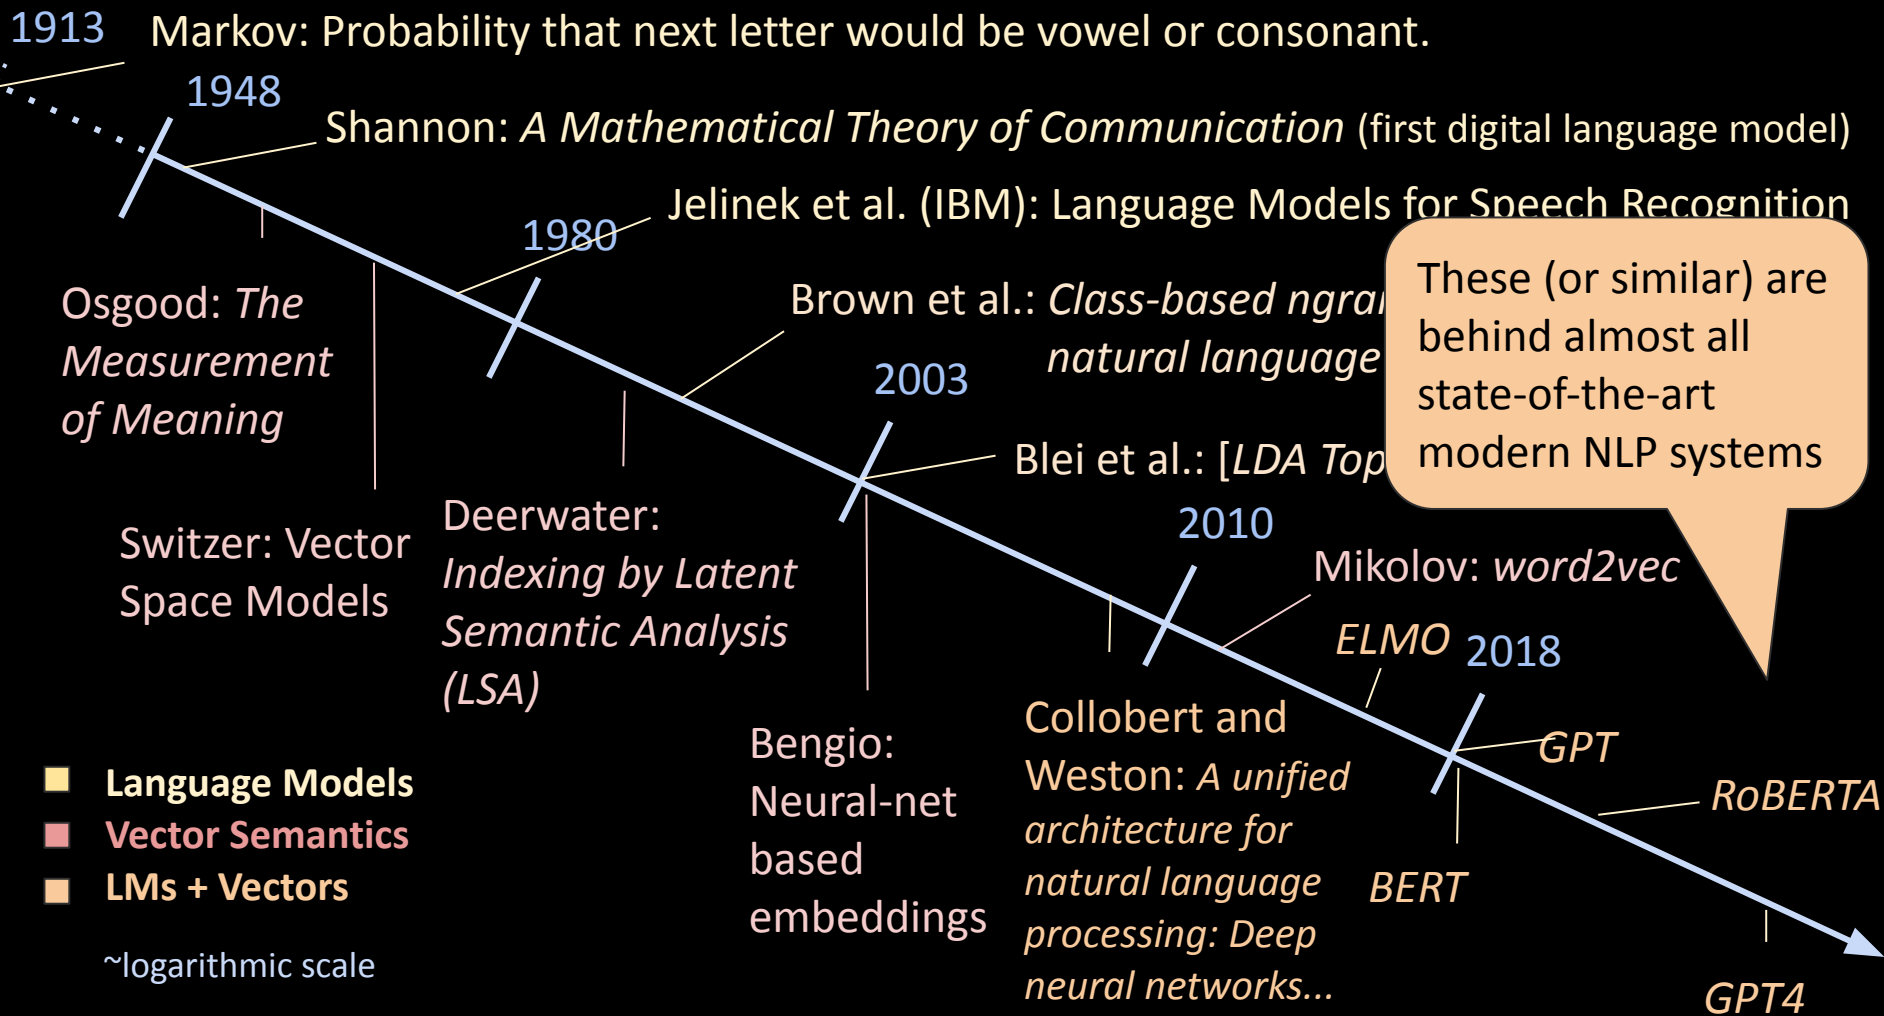 1913 Markov: Probability that next letter would be vowel or consonant.
1948
Shannon: A Mathematical Theory of Communication (first digital language model)
Jelinek et al. (IBM): Language Models for Speech Recognition
1980
Osgood: The
Measurement
of Meaning
Brown et al.: Class-based
natural language
These (or similar) are
behind almost all
state-of-the-art
modern NLP systems
2003
Blei et al.: [LDA
Switzer: Vector
Space Models
Deerwater:
Indexing by Latent
Semantic Analysis
(LSA)
2010
Mikolov: word2vec
ELMO
2018
Bengio:
Neural-net
based
embeddings
Collobert and
Weston: A unified
architecture for
natural language
processing: Deep
neural networks...
GPT
RoBERTA
BERT
GPT4
Language Models
Vector Semantics
LMs + Vectors
~logarithmic scale